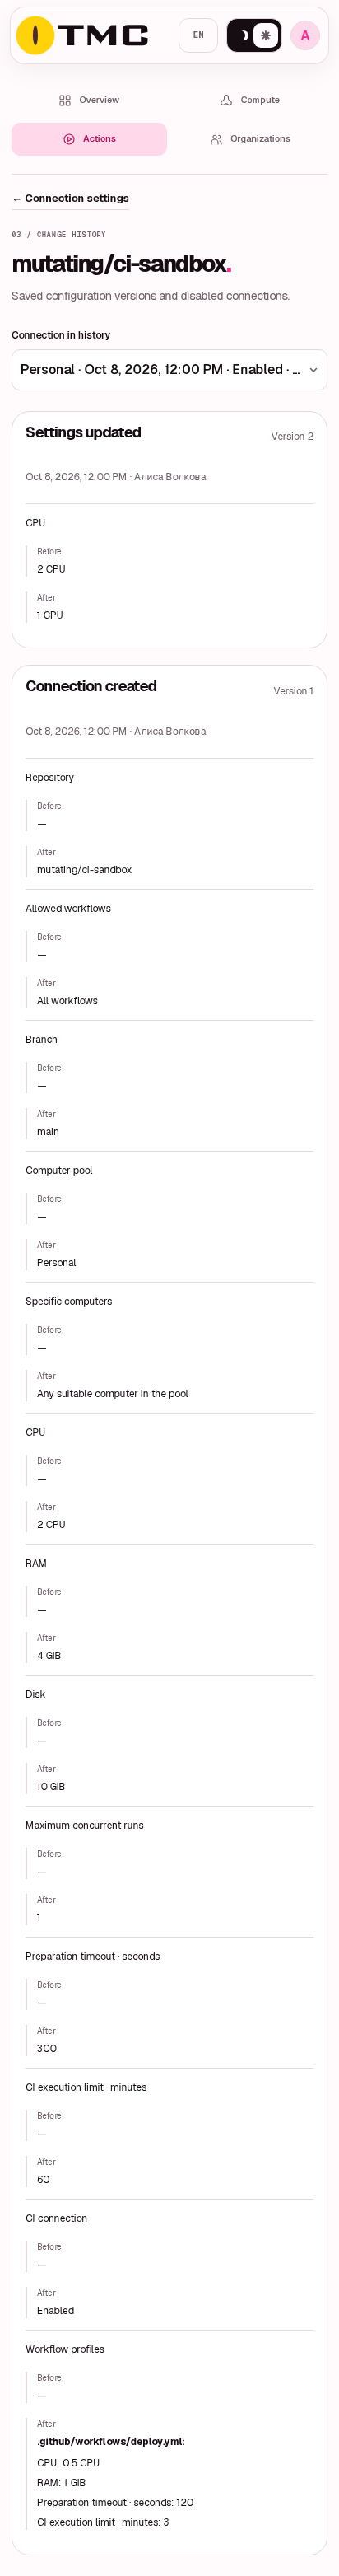 TMC
EN
A
Overview
Compute
Actions
Organizations
← Connection settings
03 / CHANGE HISTORY
mutating/ci-sandbox.
Saved configuration versions and disabled connections.
Connection in history
Personal · Oct 8, 2026, 12:00 PM · Enabled · ...
Settings updated
Version 2
Oct 8, 2026, 12:00 PM · Алиса Волкова
CPU
Before
2 CPU
After
1 CPU
Connection created
Version 1
Oct 8, 2026, 12:00 PM · Алиса Волкова
Repository
Before
—
After
mutating/ci-sandbox
Allowed workflows
Before
—
After
All workflows
Branch
Before
—
After
main
Computer pool
Before
—
After
Personal
Specific computers
Before
—
After
Any suitable computer in the pool
CPU
Before
—
After
2 CPU
RAM
Before
—
After
4 GiB
Disk
Before
—
After
10 GiB
Maximum concurrent runs
Before
—
After
1
Preparation timeout · seconds
Before
—
After
300
CI execution limit · minutes
Before
—
After
60
CI connection
Before
—
After
Enabled
Workflow profiles
Before
—
After
.github/workflows/deploy.yml:
CPU: 0.5 CPU
RAM: 1 GiB
Preparation timeout · seconds: 120
CI execution limit · minutes: 3